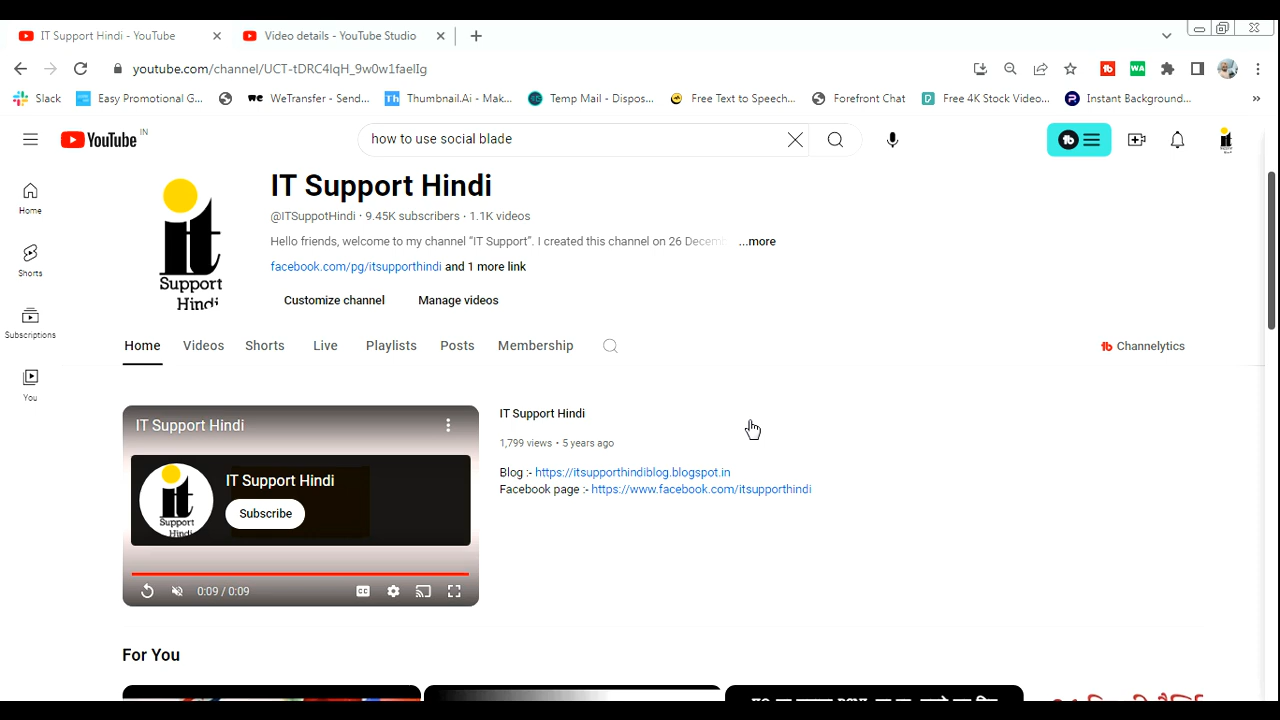 IT Support Hindi - YouTube
Video details - YouTube Studio
youtube.com/channel/UCT-tDRC4lqH_9w0w1faelIg
Slack
Easy Promotional G...
WeTransfer - Send...
Thumbnail.Ai - Mak...
Temp Mail - Dispos...
Free Text to Speech...
Forefront Chat
Free 4K Stock Video...
Instant Background...
YouTube IN
how to use social blade
IT Support Hindi
@ITSuppotHindi · 9.45K subscribers · 1.1K videos
Hello friends, welcome to my channel "IT Support". I created this channel on 26 Decem ...more
facebook.com/pg/itsupporthindi and 1 more link
Customize channel
Manage videos
it
Support
Hindi
Home
Shorts
Subscriptions
You
Home
Videos
Shorts
Live
Playlists
Posts
Membership
Channelytics
IT Support Hindi
IT Support Hindi
Subscribe
it
Support
Hindi
0:09 / 0:09
IT Support Hindi
1,799 views · 5 years ago
Blog :- https://itsupporthindiblog.blogspot.in
Facebook page :- https://www.facebook.com/itsupporthindi
For You